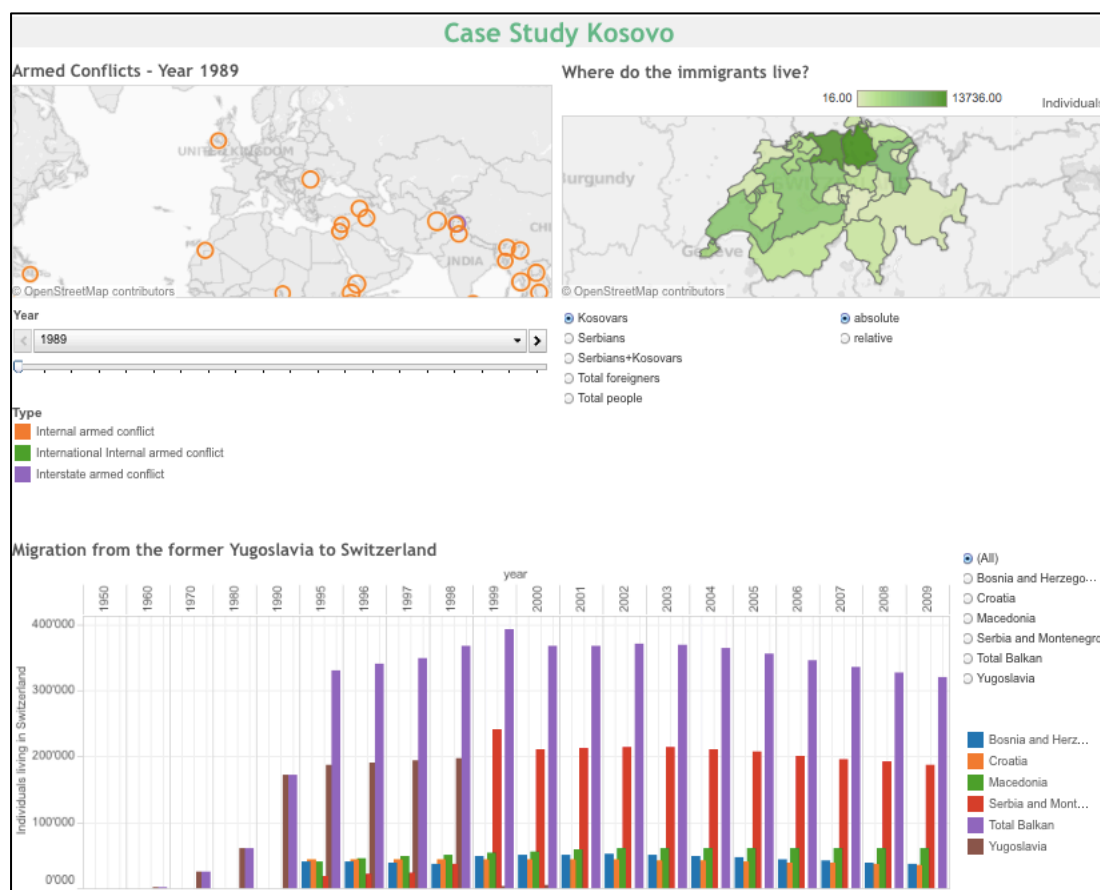 Case Study Kosovo
Armed Conflicts - Year 1989
UNITED KINGDOM
INDIA
CHI
© OpenStreetMap contributors
Year
1989
Type
Internal armed conflict
International Internal armed conflict
Interstate armed conflict
Where do the immigrants live?
16.00
13736.00
Individuals
Burgundy
© OpenStreetMap contributors
Kosovars
Serbians
Serbians+Kosovars
Total foreigners
Total people
absolute
relative
Migration from the former Yugoslavia to Switzerland
year
1950 1960 1970 1980 1990 1995 1996 1997 1998 1999 2000 2001 2002 2003 2004 2005 2006 2007 2008 2009
Individuals living in Switzerland
400'000
300'000
200'000
100'000
0'000
(All)
Bosnia and Herzego...
Croatia
Macedonia
Serbia and Montenegro
Total Balkan
Yugoslavia
Bosnia and Herz...
Croatia
Macedonia
Serbia and Mont...
Total Balkan
Yugoslavia